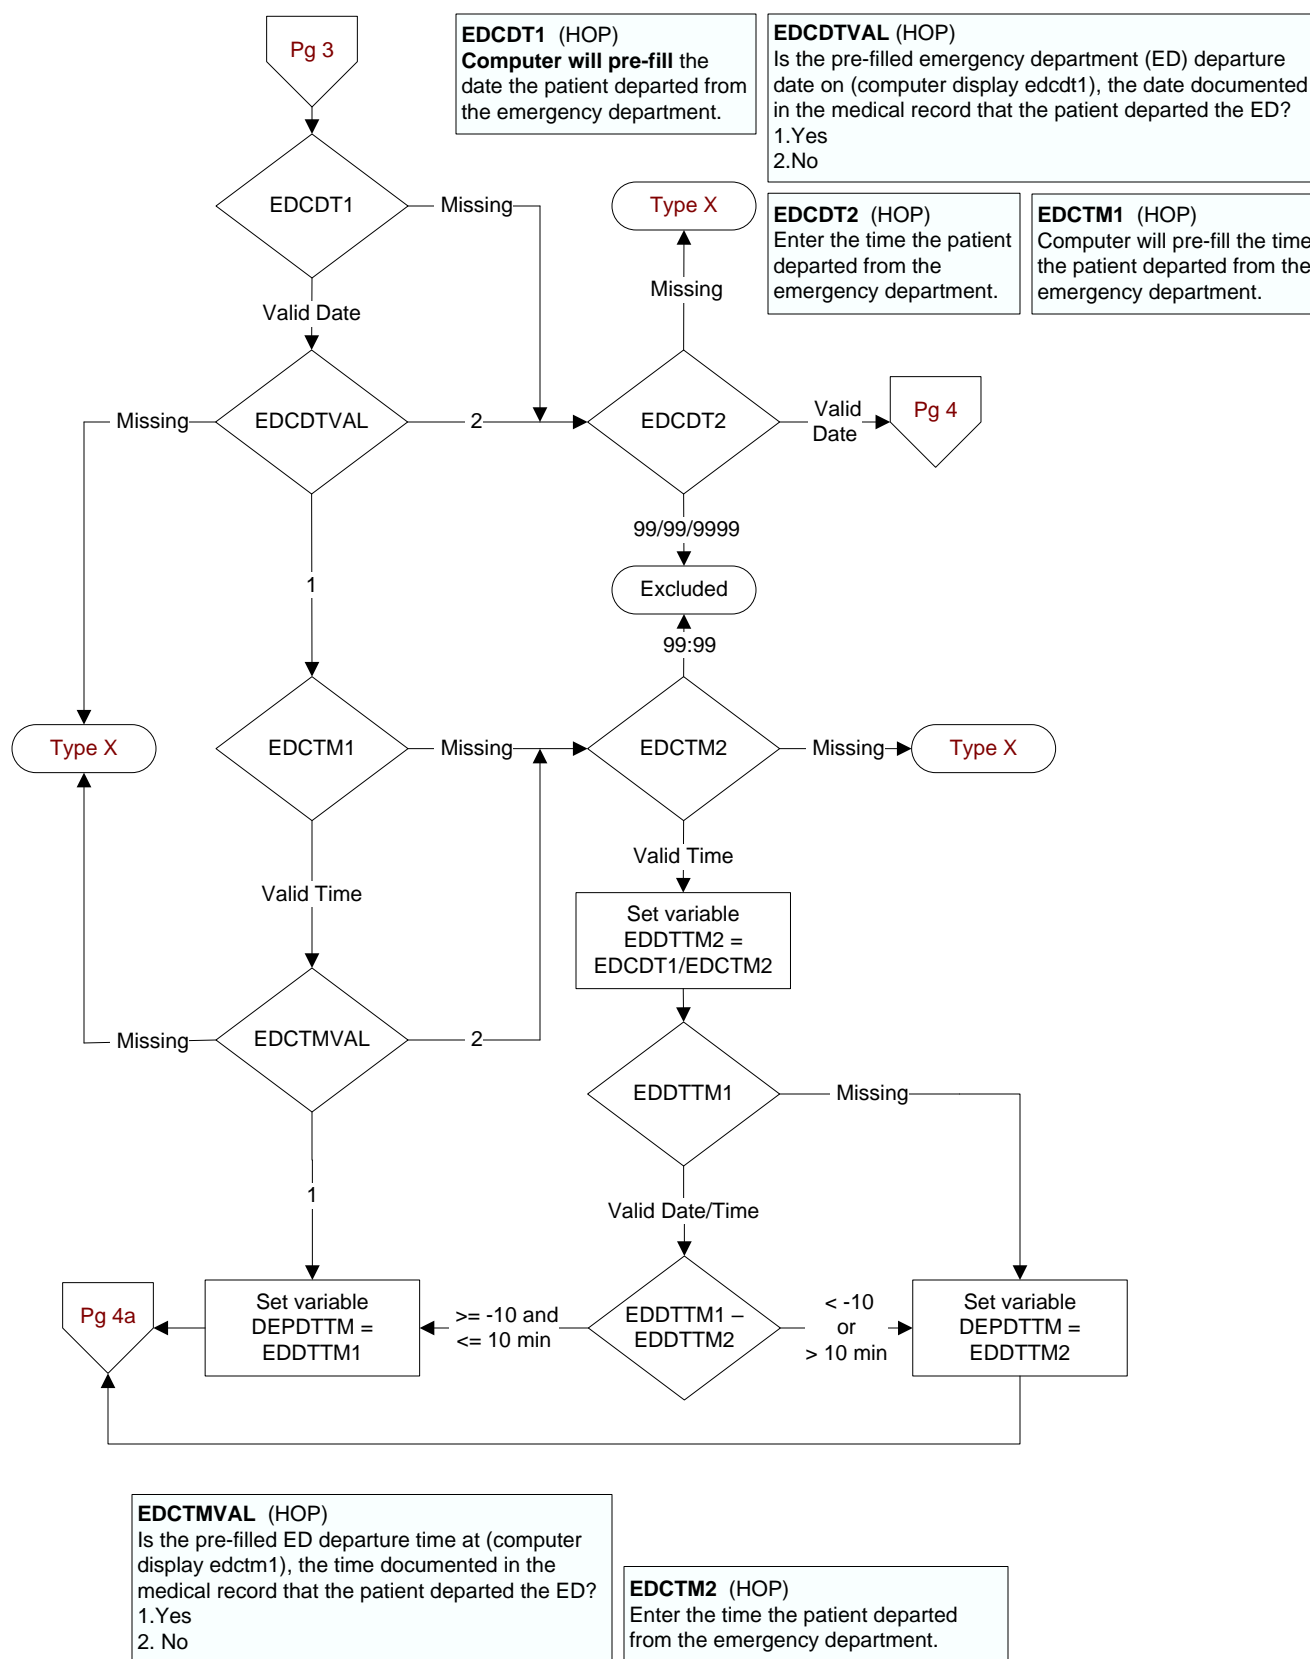 Pg 3
EDCDT1 (HOP)
Computer will pre-fill the
date the patient departed from
the emergency department.
EDCDTVAL (HOP)
Is the pre-filled emergency department (ED) departure
date on (computer display edcdt1), the date documented
in the medical record that the patient departed the ED?
1.Yes
2.No
EDCDT1
Missing
Type X
EDCDT2 (HOP)
Enter the time the patient
departed from the
emergency department.
EDCTM1 (HOP)
Computer will pre-fill the time
the patient departed from the
emergency department.
Missing
Valid Date
Missing
EDCDTVAL
2
EDCDT2
Valid
Date
Pg 4
99/99/9999
1
Excluded
99:99
Type X
EDCTM1
Missing
EDCTM2
Missing
Type X
Valid Time
Valid Time
Set variable
EDDTTM2 =
EDCDT1/EDCTM2
Missing
EDCTMVAL
2
EDDTTM1
Missing
1
Valid Date/Time
Pg 4a
Set variable
DEPDTTM =
EDDTTM1
>= -10 and
<= 10 min
EDDTTM1 –
EDDTTM2
< -10
or
> 10 min
Set variable
DEPDTTM =
EDDTTM2
EDCTMVAL (HOP)
Is the pre-filled ED departure time at (computer
display edctm1), the time documented in the
medical record that the patient departed the ED?
1.Yes
2. No
EDCTM2 (HOP)
Enter the time the patient departed
from the emergency department.